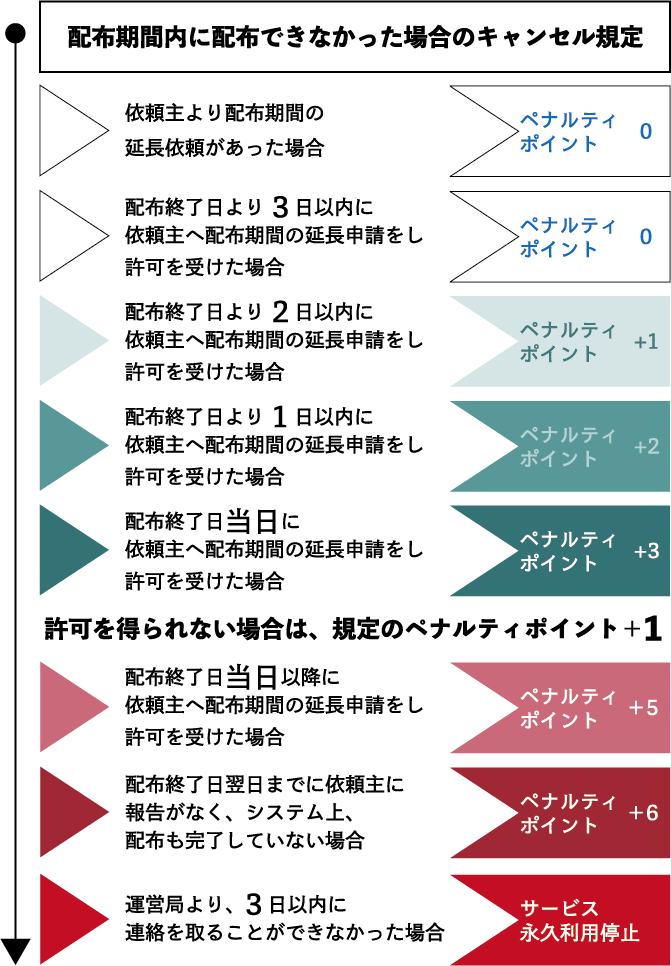 配布期間内に配布できなかった場合のキャンセル規定
依頼主より配布期間の
延長依頼があった場合
ペナルティ
ポイント 0
配布終了日より 3 日以内に
依頼主へ配布期間の延長申請をし
許可を受けた場合
ペナルティ
ポイント 0
配布終了日より 2 日以内に
依頼主へ配布期間の延長申請をし
許可を受けた場合
ペナルティ
ポイント +1
配布終了日より 1 日以内に
依頼主へ配布期間の延長申請をし
許可を受けた場合
ペナルティ
ポイント +2
配布終了日当日に
依頼主へ配布期間の延長申請をし
許可を受けた場合
ペナルティ
ポイント +3
許可を得られない場合は、規定のペナルティポイント+1
配布終了日当日以降に
依頼主へ配布期間の延長申請をし
許可を受けた場合
ペナルティ
ポイント +5
配布終了日翌日までに依頼主に
報告がなく、システム上、
配布も完了していない場合
ペナルティ
ポイント +6
運営局より、3 日以内に
連絡を取ることができなかった場合
サービス
永久利用停止